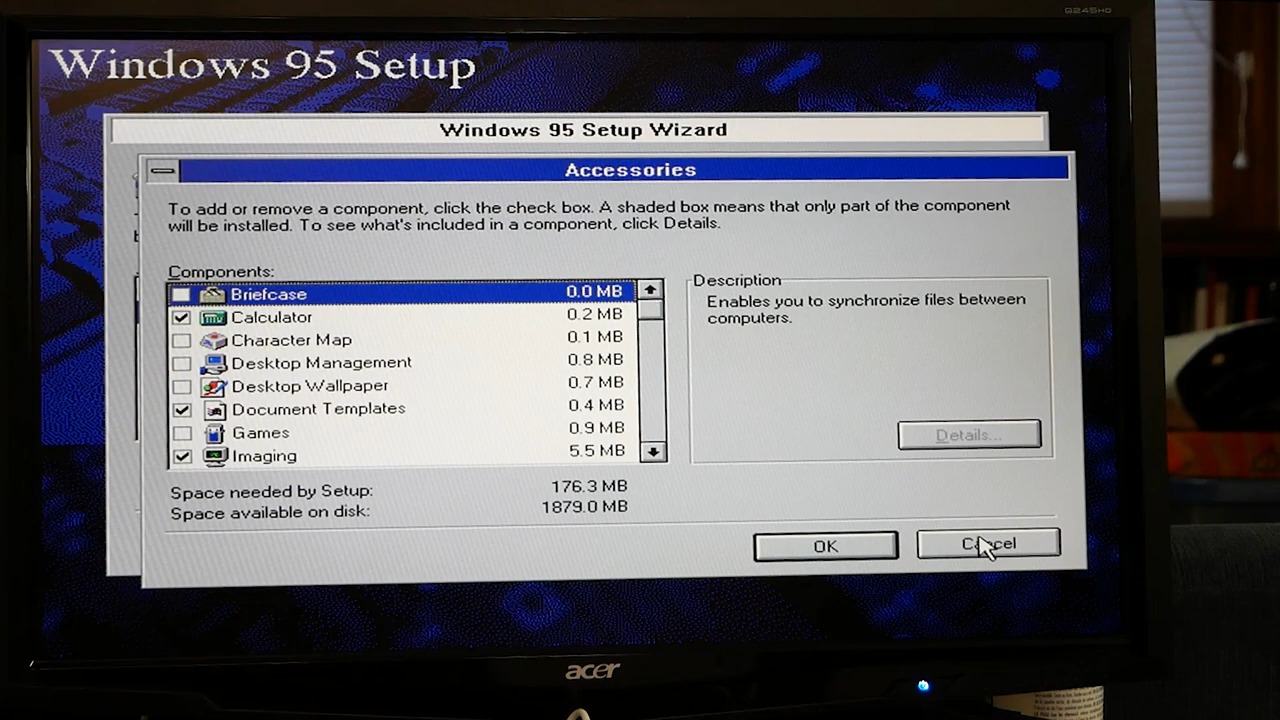 G245HQ
Windows 95 Setup
Windows 95 Setup Wizard
Accessories
To add or remove a component, click the check box. A shaded box means that only part of the component
will be installed. To see what's included in a component, click Details.
Components:
Briefcase 0.0 MB
Calculator 0.2 MB
Character Map 0.1 MB
Desktop Management 0.8 MB
Desktop Wallpaper 0.7 MB
Document Templates 0.4 MB
Games 0.9 MB
Imaging 5.5 MB
Description
Enables you to synchronize files between
computers.
Details...
Space needed by Setup: 176.3 MB
Space available on disk: 1879.0 MB
OK
Cancel
acer